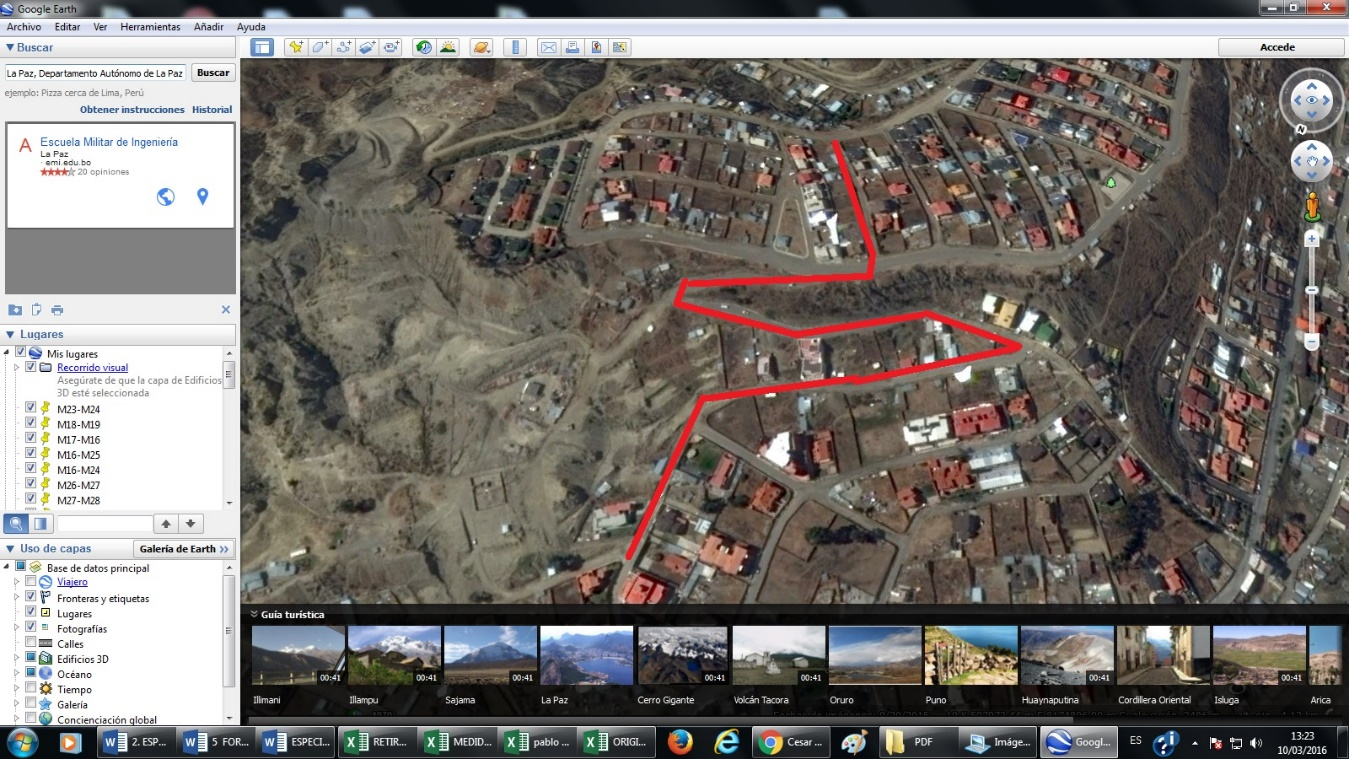 Google Earth
Archivo Editar Ver Herramientas Añadir Ayuda
Buscar
La Paz, Departamento Autónomo de La Paz Buscar
ejemplo: Pizza cerca de Lima, Perú
Obtener instrucciones Historial
A Escuela Militar de Ingeniería
La Paz
· emi.edu.bo
20 opiniones
Lugares
Mis lugares
Recorrido visual
Asegúrate de que la capa de Edificios
3D esté seleccionada
M23-M24
M18-M19
M17-M16
M16-M25
M16-M24
M26-M27
M27-M28
Uso de capas Galería de Earth >>
Base de datos principal
Viajero
Fronteras y etiquetas
Lugares
Fotografías
Calles
Edificios 3D
Océano
Tiempo
Galería
Concienciación global
Accede
N
Guía turística
00:41 00:41 00:41 00:41 00:41 00:41 00:41 00:41
Illimani Illampu Sajama La Paz Cerro Gigante Volcán Tacora Oruro Puno Huaynaputina Cordillera Oriental Isluga Arica
2. ESP... 5 FOR... ESPECI... RETIR... MEDID... pablo ... ORIGI... Cesar ... PDF Imáge... Googl... ES 13:23
10/03/2016